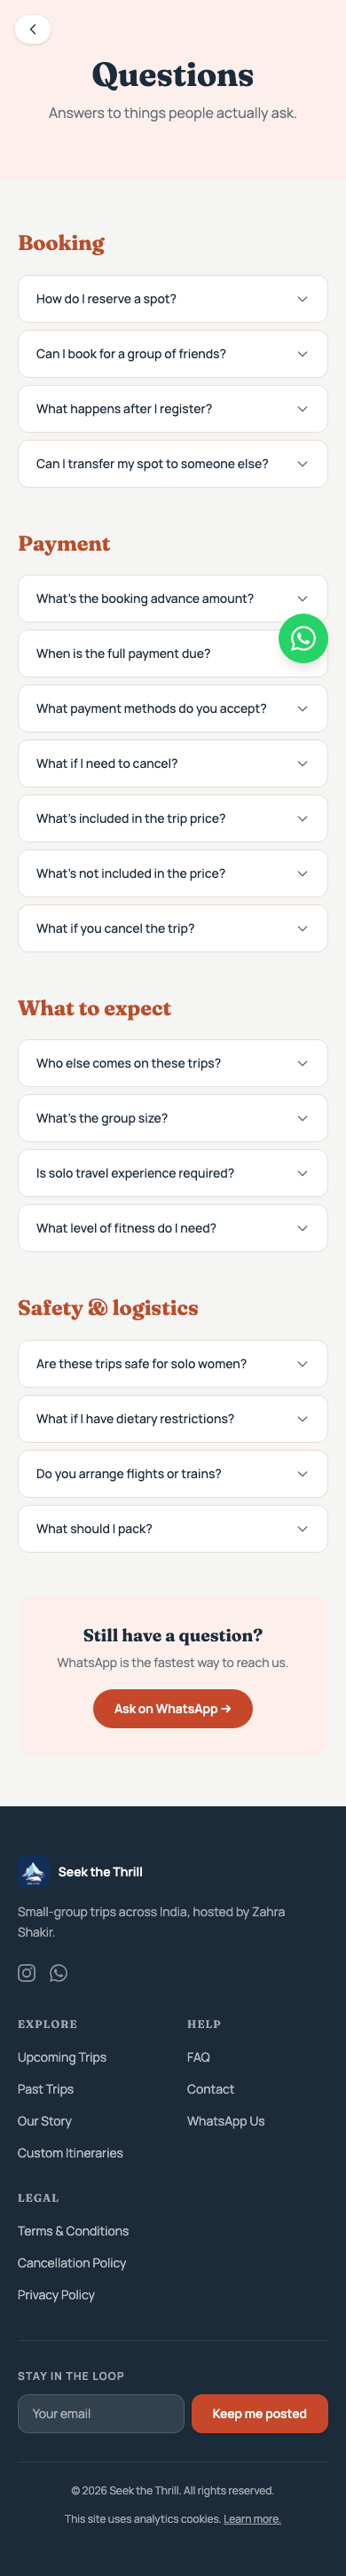 Questions
Answers to things people actually ask.
Booking
How do I reserve a spot?
Can I book for a group of friends?
What happens after I register?
Can I transfer my spot to someone else?
Payment
What's the booking advance amount?
When is the full payment due?
What payment methods do you accept?
What if I need to cancel?
What's included in the trip price?
What's not included in the price?
What if you cancel the trip?
What to expect
Who else comes on these trips?
What's the group size?
Is solo travel experience required?
What level of fitness do I need?
Safety & logistics
Are these trips safe for solo women?
What if I have dietary restrictions?
Do you arrange flights or trains?
What should I pack?
Still have a question?
WhatsApp is the fastest way to reach us.
Ask on WhatsApp →
Seek the Thrill
Small-group trips across India, hosted by Zahra
Shakir.
EXPLORE
Upcoming Trips
Past Trips
Our Story
Custom Itineraries
HELP
FAQ
Contact
WhatsApp Us
LEGAL
Terms & Conditions
Cancellation Policy
Privacy Policy
STAY IN THE LOOP
Your email
Keep me posted
© 2026 Seek the Thrill. All rights reserved.
This site uses analytics cookies. Learn more.